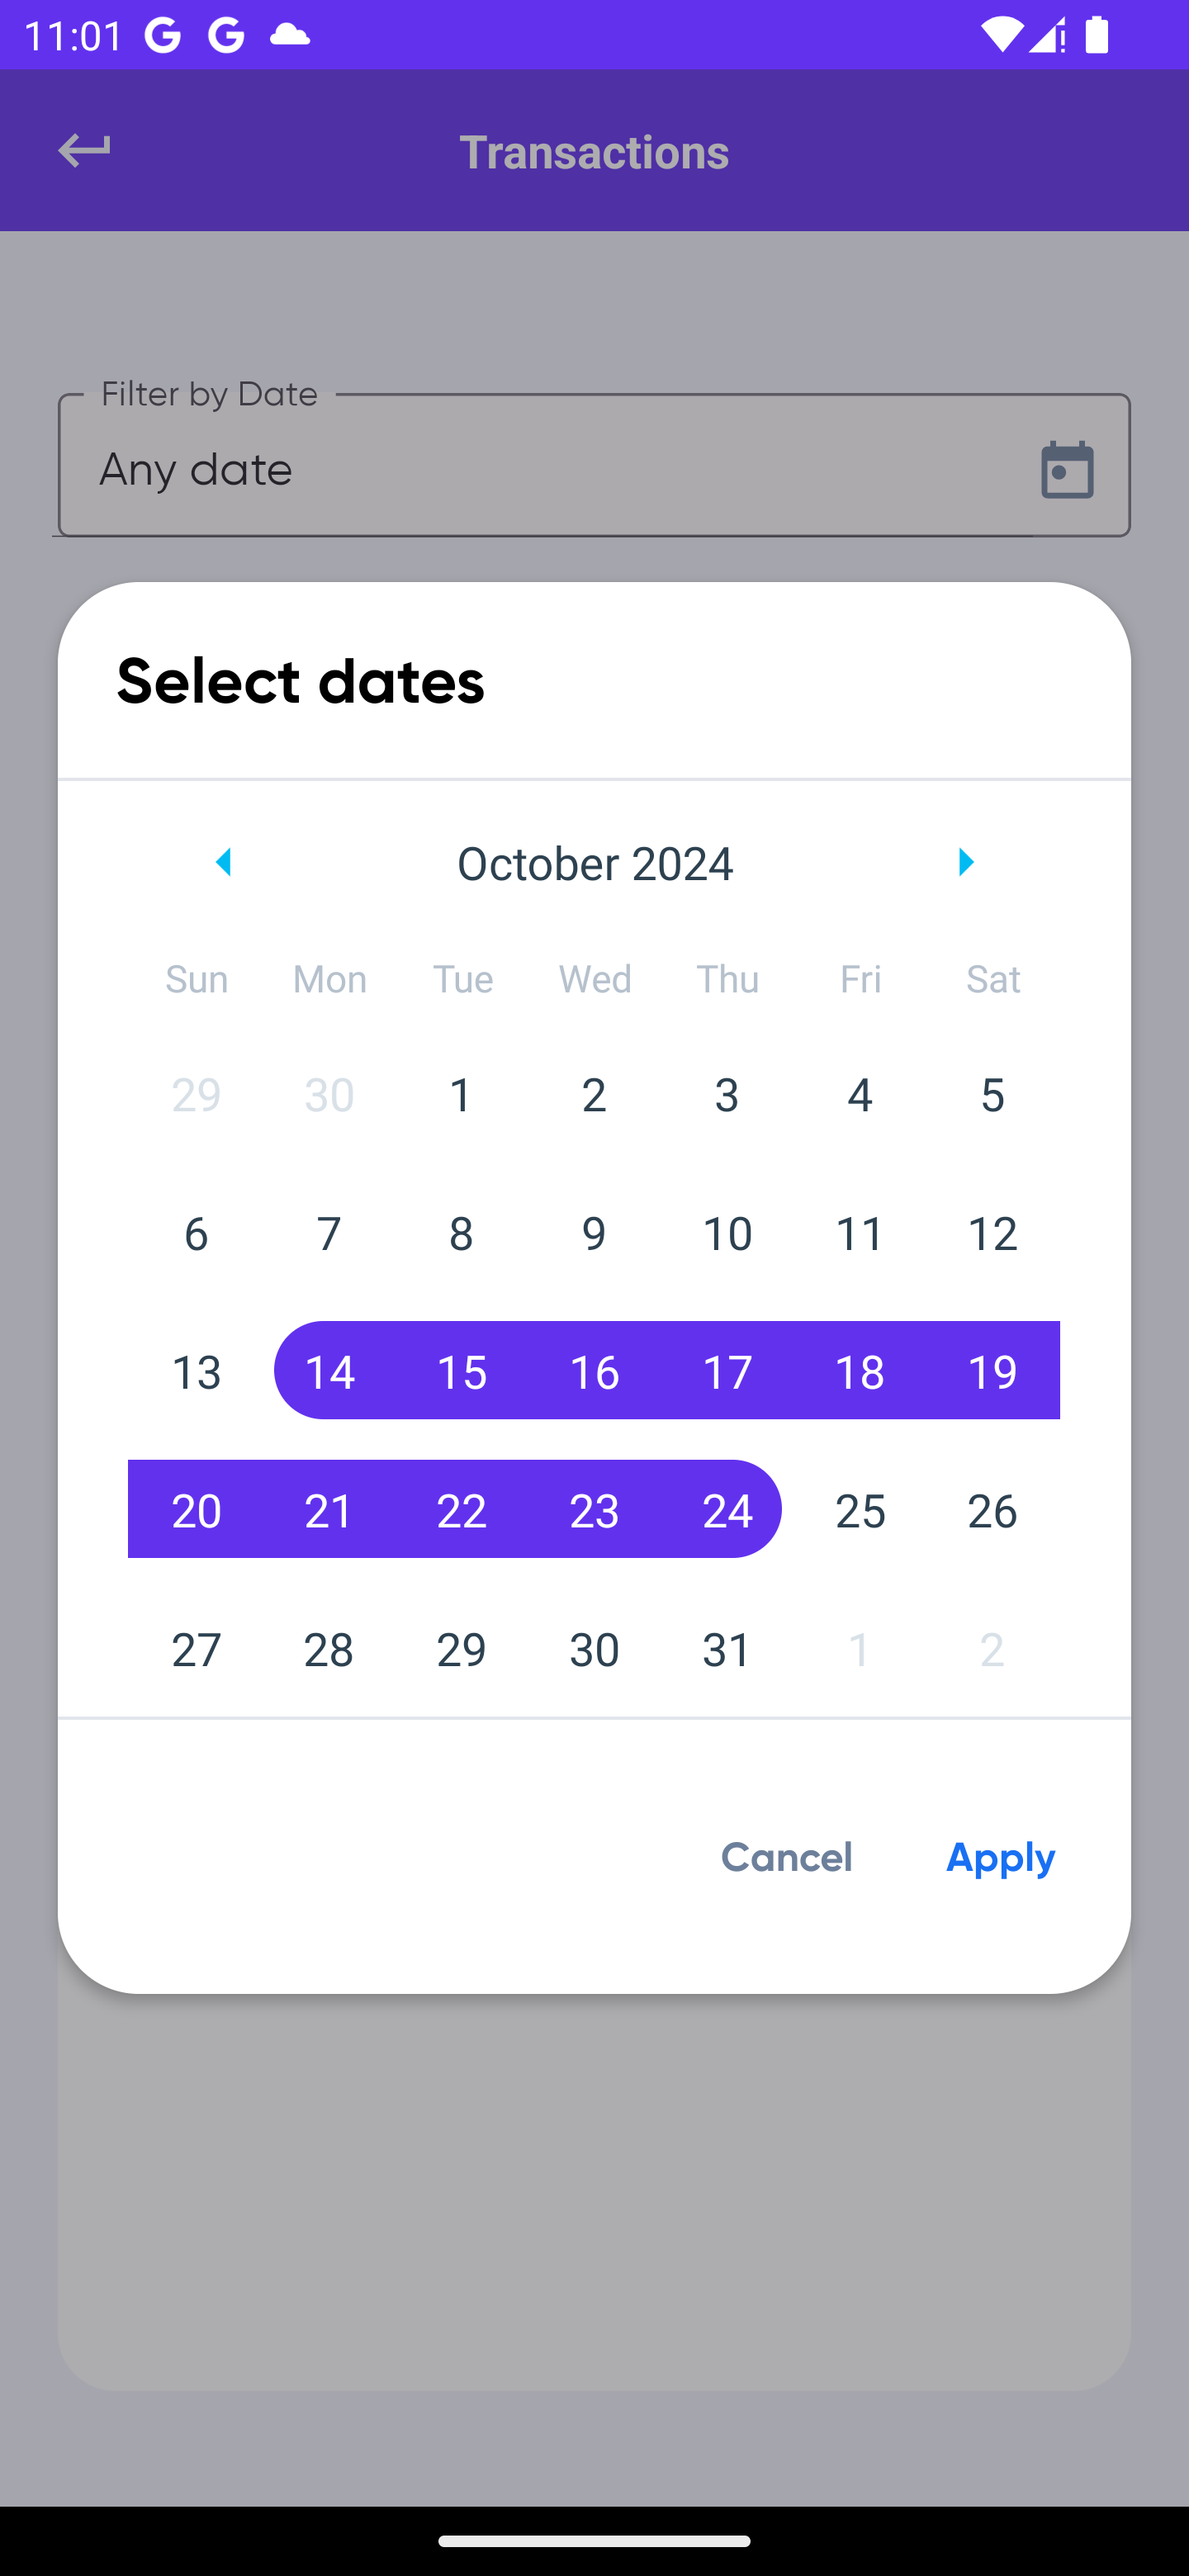 11:01
Transactions
Filter by Date
Any date
Select dates
October 2024
Sun Mon Tue Wed Thu Fri Sat
29 30 1 2 3 4 5
6 7 8 9 10 11 12
13 14 15 16 17 18 19
20 21 22 23 24 25 26
27 28 29 30 31 1 2
Cancel Apply